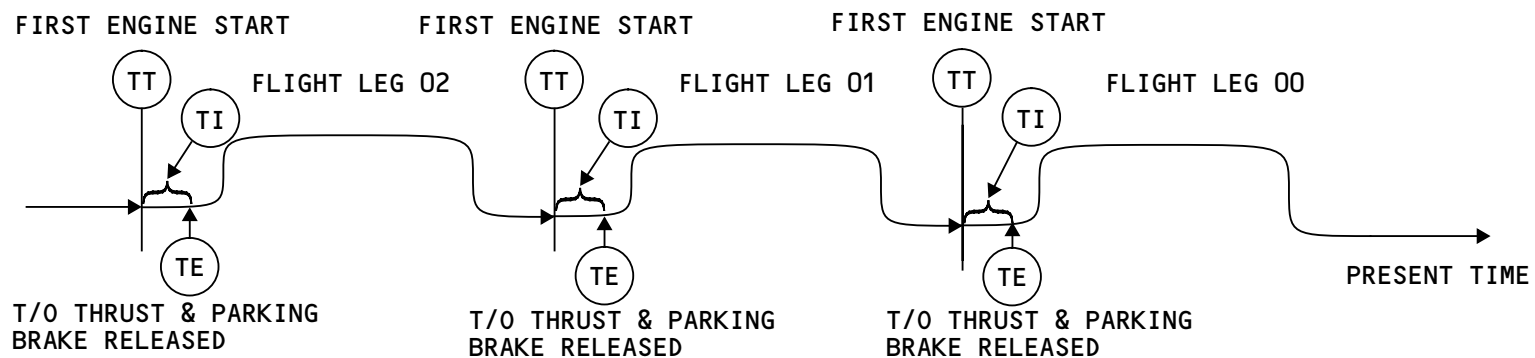 FIRST ENGINE START
FIRST ENGINE START
FIRST ENGINE START
TT
FLIGHT LEG 02
TT
FLIGHT LEG 01
TT
FLIGHT LEG 00
TI
TI
TI
TE
TE
TE
PRESENT TIME
T/O THRUST & PARKING
BRAKE RELEASED
T/O THRUST & PARKING
BRAKE RELEASED
T/O THRUST & PARKING
BRAKE RELEASED